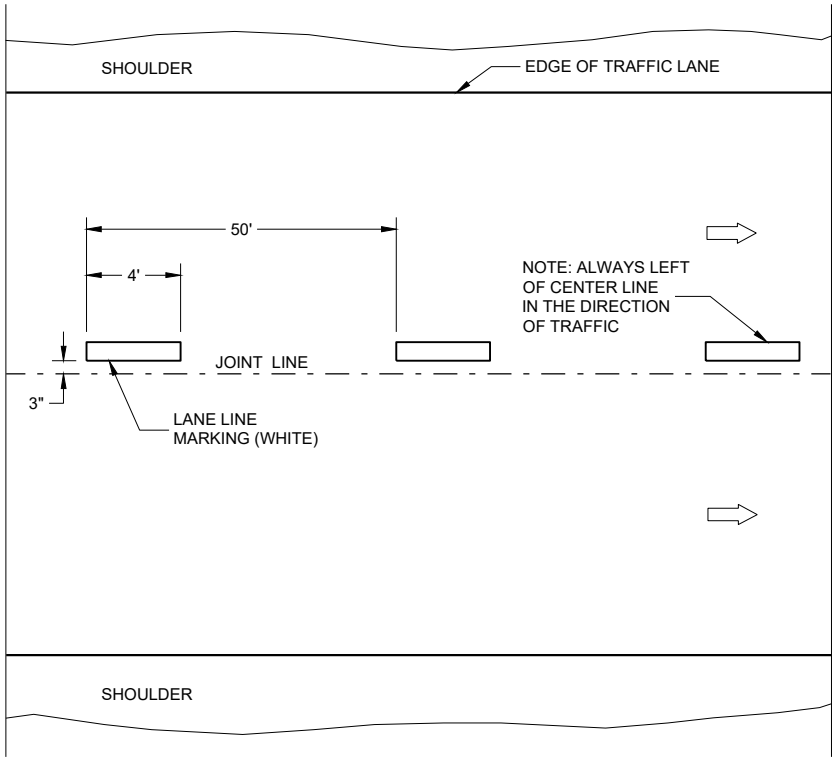 SHOULDER
EDGE OF TRAFFIC LANE
50'
4'
NOTE: ALWAYS LEFT
OF CENTER LINE
IN THE DIRECTION
OF TRAFFIC
JOINT LINE
3"
LANE LINE
MARKING (WHITE)
SHOULDER